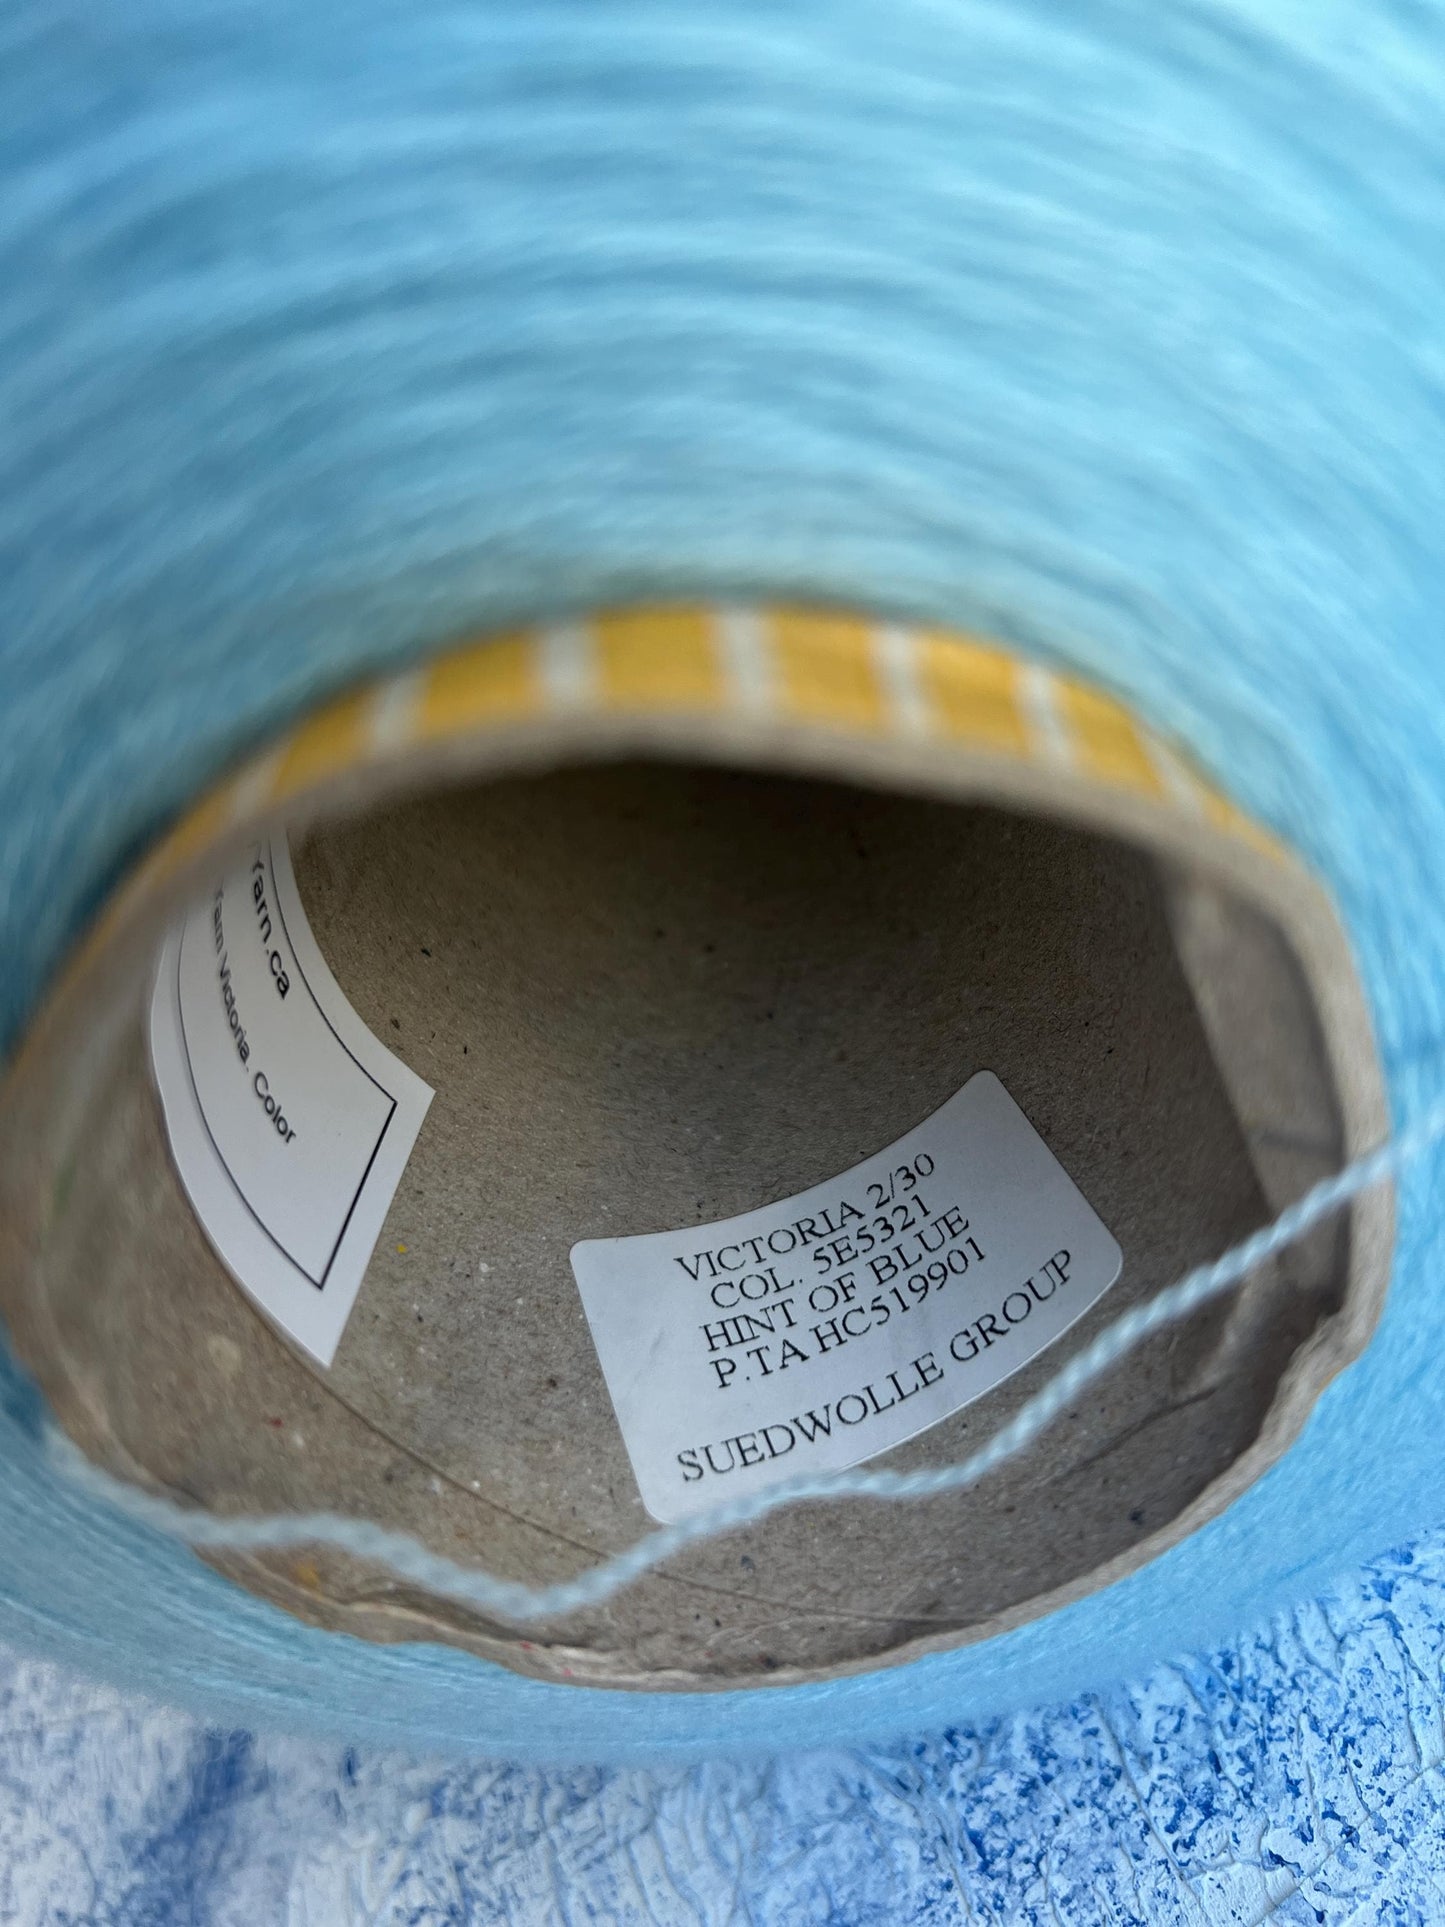 Yarn.ca
Yarn Victoria. Color
VICTORIA 2/30
COL. 5E5321
HINT OF BLUE
P.TA HC519901
SUEDWOLLE GROUP